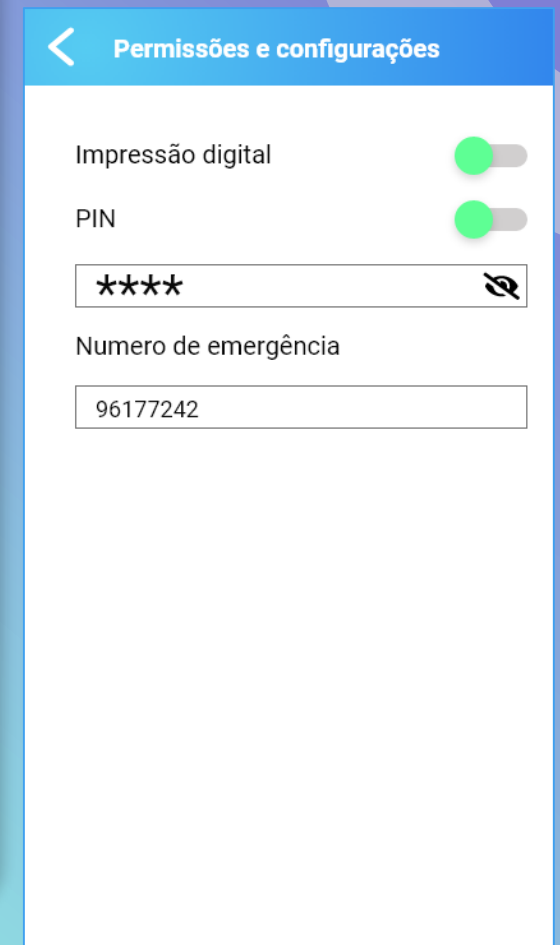 Permissões e configurações
Impressão digital
PIN
****
Numero de emergência
96177242